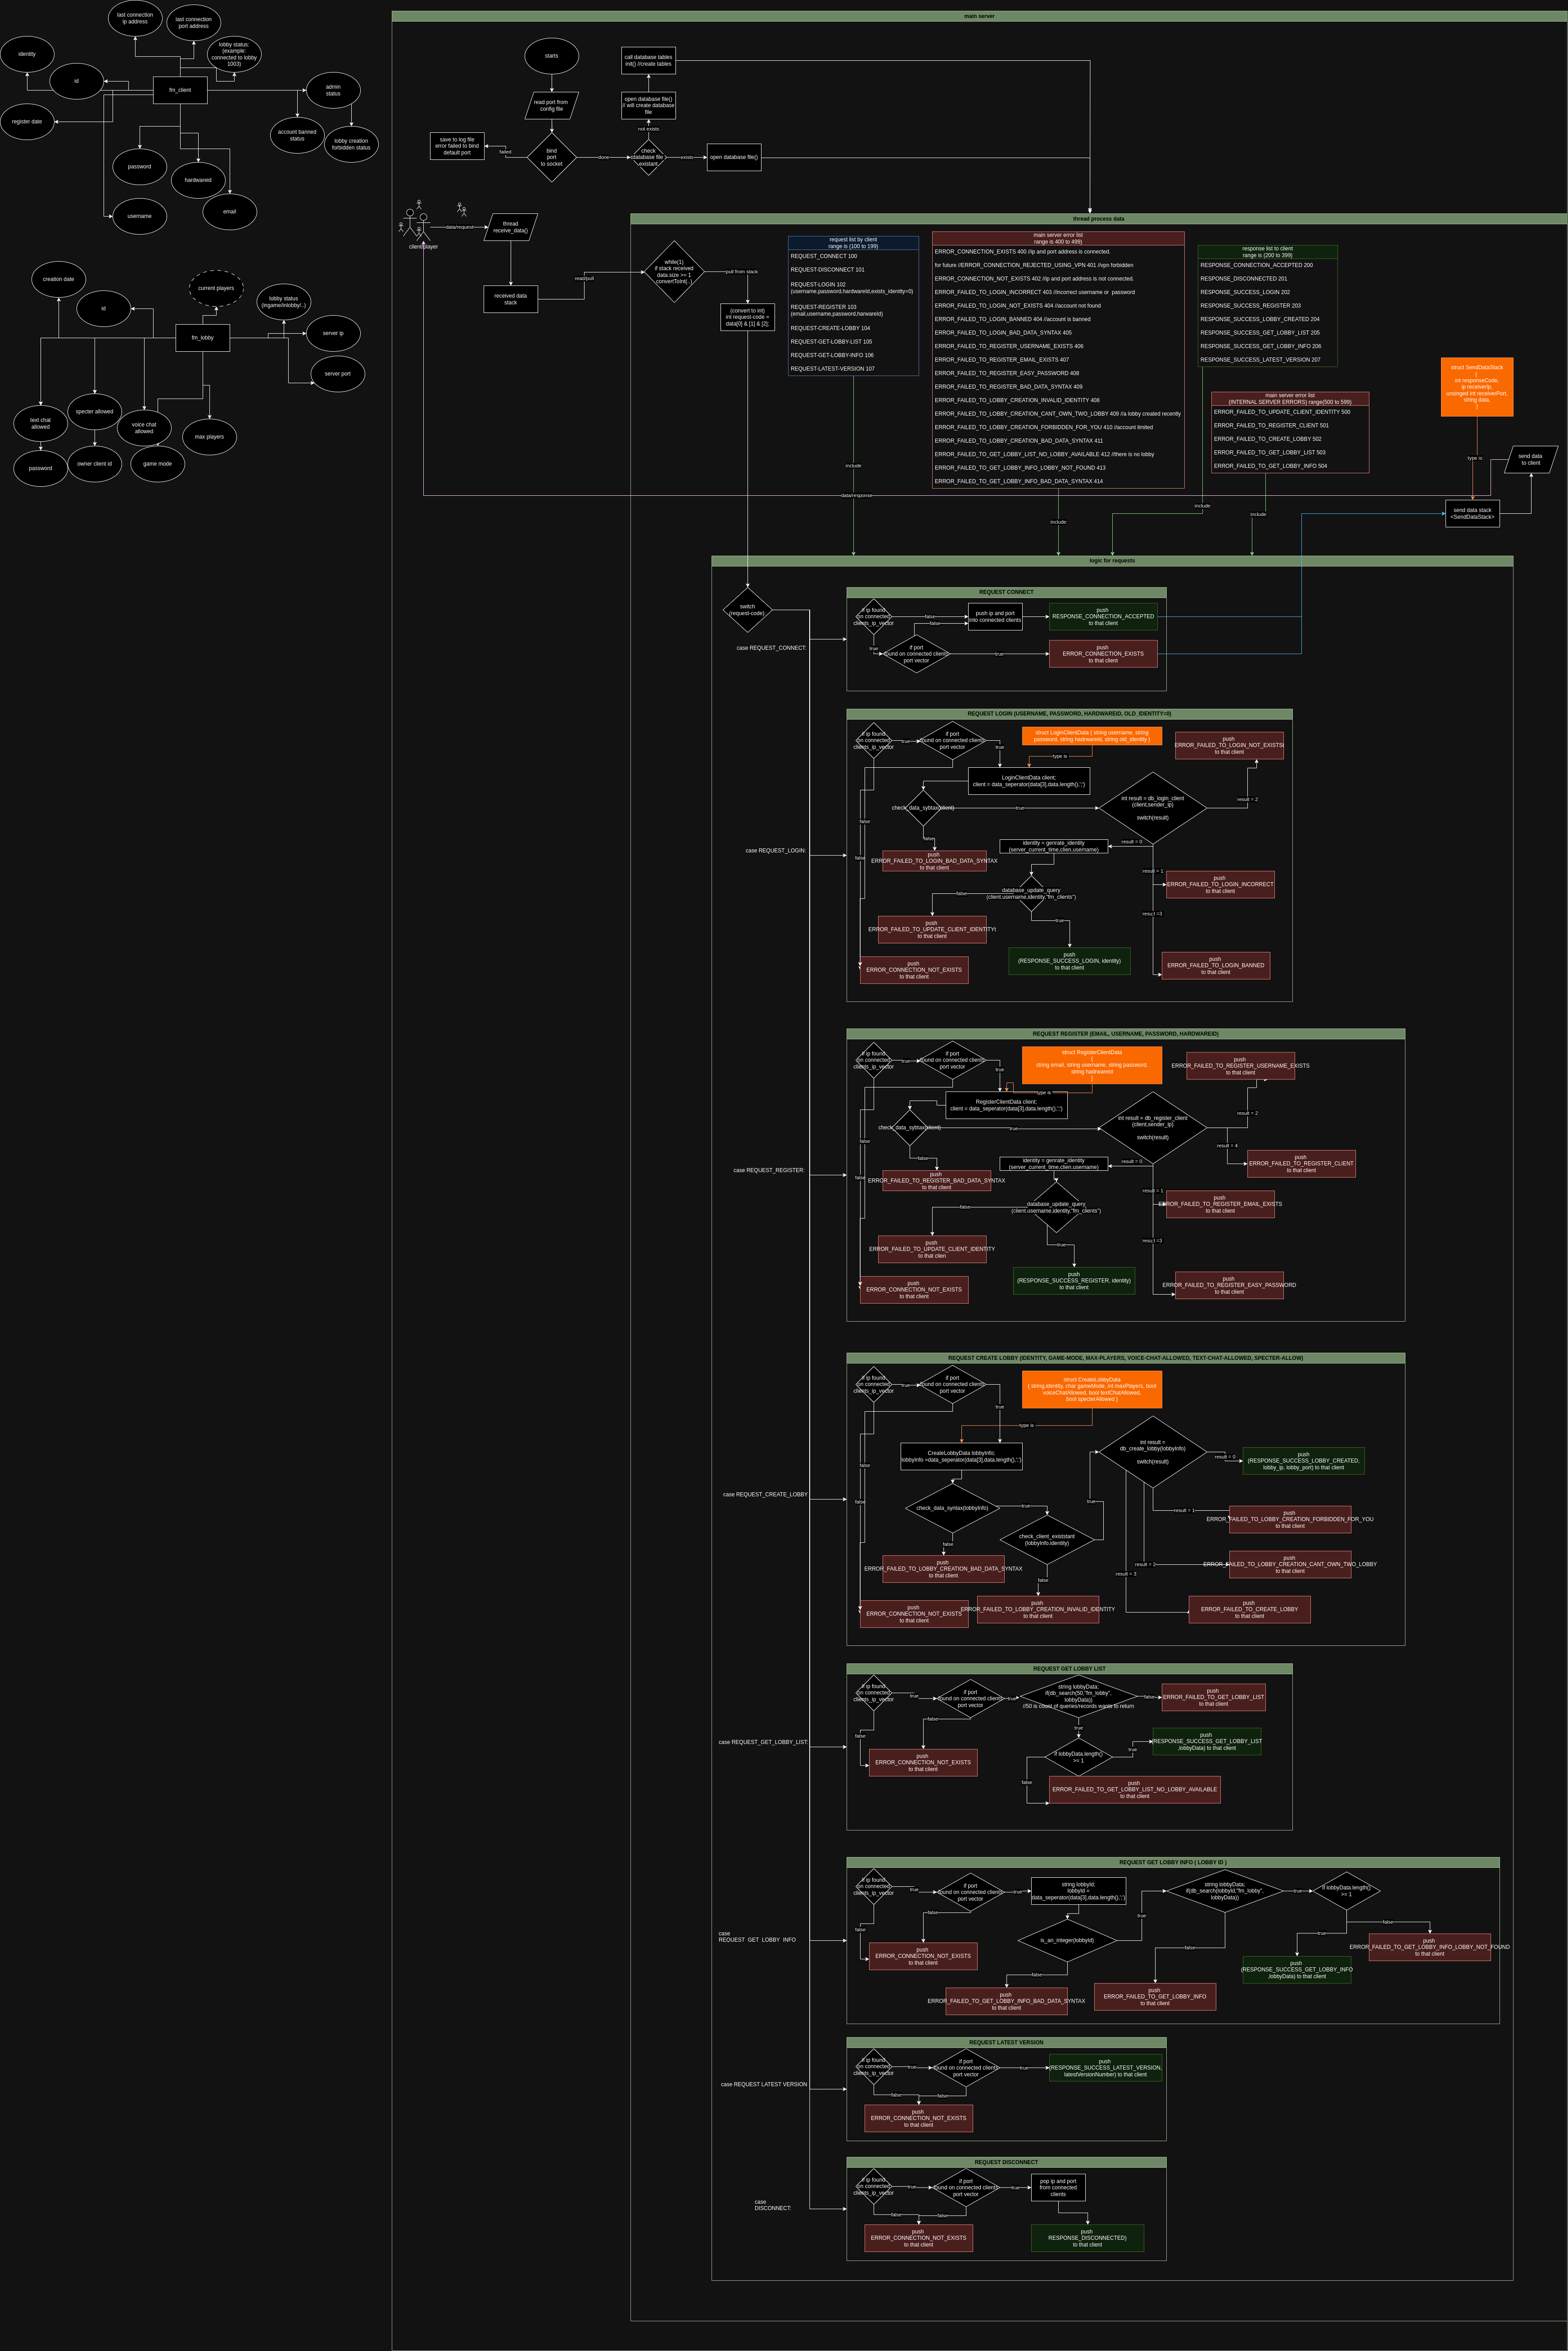 last connection
ip address
last connection
port address
identity
id
lobby status:
(example:
connected to lobby
1003)
fm_client
admin
status
register date
account banned
status
lobby creation
forbidden status
password
hardwareid
username
email
creation date
id
current players
lobby status
(ingame/inlobby/..)
fm_lobby
server ip
server port
text chat
allowed
specter allowed
voice chat
allowed
max players
password
owner client id
game mode
main server
starts
call database tables
init() //create tables
read port from
config file
open database file()
// will create database
file
not exists
save to log file
error failed to bind
default port
failed
bind
port
to socket
done
check
database file
existant
exists
open database file()
client/player
data/request
thread
receive_data()
received data
stack
read/pull
thread process data
while(1)
if stack received
data.size >= 1
convertToInt(..)
pull from stack
(convert to int)
int request-code =
data[0] & [1] & [2];
request list by client
range is (100 to 199)
REQUEST_CONNECT 100
REQUEST-DISCONNECT 101
REQUEST-LOGIN 102
(username,password,hardwareId,exists_idenitty=0)
REQUEST-REGISTER 103
(email,username,password,harwareId)
REQUEST-CREATE-LOBBY 104
REQUEST-GET-LOBBY-LIST 105
REQUEST-GET-LOBBY-INFO 106
REQUEST-LATEST-VERSION 107
include
main server error list
range is 400 to 499)
ERROR_CONNECTION_EXISTS 400 //ip and port address is connected.
for future //ERROR_CONNECTION_REJECTED_USING_VPN 401 //vpn forbidden
ERROR_CONNECTION_NOT_EXISTS 402 //ip and port address is not connected.
ERROR_FAILED_TO_LOGIN_INCORRECT 403 //incorrect username or password
ERROR_FAILED_TO_LOGIN_NOT_EXISTS 404 //account not found
ERROR_FAILED_TO_LOGIN_BANNED 404 //account is banned
ERROR_FAILED_TO_LOGIN_BAD_DATA_SYNTAX 405
ERROR_FAILED_TO_REGISTER_USERNAME_EXISTS 406
ERROR_FAILED_TO_REGISTER_EMAIL_EXISTS 407
ERROR_FAILED_TO_REGISTER_EASY_PASSWORD 408
ERROR_FAILED_TO_REGISTER_BAD_DATA_SYNTAX 409
ERROR_FAILED_TO_LOBBY_CREATION_INVALID_IDENTITY 408
ERROR_FAILED_TO_LOBBY_CREATION_CANT_OWN_TWO_LOBBY 409 //a lobby created recently
ERROR_FAILED_TO_LOBBY_CREATION_FORBIDDEN_FOR_YOU 410 //account limited
ERROR_FAILED_TO_LOBBY_CREATION_BAD_DATA_SYNTAX 411
ERROR_FAILED_TO_GET_LOBBY_LIST_NO_LOBBY_AVAILABLE 412 //there is no lobby
ERROR_FAILED_TO_GET_LOBBY_INFO_LOBBY_NOT_FOUND 413
ERROR_FAILED_TO_GET_LOBBY_INFO_BAD_DATA_SYNTAX 414
include
response list to client
range is (200 to 399)
RESPONSE_CONNECTION_ACCEPTED 200
RESPONSE_DISCONNECTED 201
RESPONSE_SUCCESS_LOGIN 202
RESPONSE_SUCCESS_REGISTER 203
RESPONSE_SUCCESS_LOBBY_CREATED 204
RESPONSE_SUCCESS_GET_LOBBY_LIST 205
RESPONSE_SUCCESS_GET_LOBBY_INFO 206
RESPONSE_SUCCESS_LATEST_VERSION 207
include
main server error list
(INTERNAL SERVER ERRORS) range(500 to 599)
ERROR_FAILED_TO_UPDATE_CLIENT_IDENTITY 500
ERROR_FAILED_TO_REGISTER_CLIENT 501
ERROR_FAILED_TO_CREATE_LOBBY 502
ERROR_FAILED_TO_GET_LOBBY_LIST 503
ERROR_FAILED_TO_GET_LOBBY_INFO 504
include
struct SendDataStack
{
int responseCode,
ip receiverIp,
unsinged int receiverPort,
string data,
}
type is
send data
to client
send data stack
<SendDataStack>
data/response
logic for requests
switch
(request-code)
case REQUEST_CONNECT:
REQUEST CONNECT
if ip found
on connected
clients_ip_vector
false
false
true
push ip and port
into connected clients
push
RESPONSE_CONNECTION_ACCEPTED
to that client
if port
found on connected clients
port vector
true
push
ERROR_CONNECTION_EXISTS
to that client
case REQUEST_LOGIN:
REQUEST LOGIN (USERNAME, PASSWORD, HARDWAREID, OLD_IDENTITY=0)
if ip found
on connected
clients_ip_vector
true
if port
found on connected clients
port vector
true
struct LoginClientData { string username, string
password, string hadrwareId, string old_identity }
type is
push
ERROR_FAILED_TO_LOGIN_NOT_EXISTS
to that client
LoginClientData client;
client = data_seperator(data[3],data.length(),';')
check_data_sybtax(client)
true
int result = db_login_client
(client,sender_ip)
switch(result)
result = 2
false
false
false
push
ERROR_FAILED_TO_LOGIN_BAD_DATA_SYNTAX
to that client
identity = genrate_identity
(server_current_time,clien.username)
result = 0
result = 1
push
ERROR_FAILED_TO_LOGIN_INCORRECT
to that client
database_update_query
(client.username,identity,"fm_clients")
false
push
ERROR_FAILED_TO_UPDATE_CLIENT_IDENTITYt
to that client
true
result =3
push
(RESPONSE_SUCCESS_LOGIN, identity)
to that client
push
ERROR_FAILED_TO_LOGIN_BANNED
to that client
push
ERROR_CONNECTION_NOT_EXISTS
to that client
case REQUEST_REGISTER:
REQUEST REGISTER (EMAIL, USERNAME, PASSWORD, HARDWAREID)
if ip found
on connected
clients_ip_vector
true
if port
found on connected clients
port vector
true
struct RegisterClientData
{
string email, string username, string password,
string hadrwareId
}
type is
push
ERROR_FAILED_TO_REGISTER_USERNAME_EXISTS
to that client
RegisterClientData client;
client = data_seperator(data[3],data.length(),';')
check_data_sybtax(client)
true
int result = db_register_client
(client,sender_ip)
switch(result)
result = 2
result = 4
push
ERROR_FAILED_TO_REGISTER_CLIENT
to that client
false
false
false
push
ERROR_FAILED_TO_REGISTER_BAD_DATA_SYNTAX
to that client
identity = genrate_identity
(server_current_time,clien.username)
result = 0
result = 1
push
ERROR_FAILED_TO_REGISTER_EMAIL_EXISTS
to that client
database_update_query
(client.username,identity,"fm_clients")
false
push
ERROR_FAILED_TO_UPDATE_CLIENT_IDENTITY
to that clien
true
result =3
push
(RESPONSE_SUCCESS_REGISTER, identity)
to that client
push
ERROR_FAILED_TO_REGISTER_EASY_PASSWORD
to that client
push
ERROR_CONNECTION_NOT_EXISTS
to that client
case REQUEST_CREATE_LOBBY
REQUEST CREATE LOBBY (IDENTITY, GAME-MODE, MAX-PLAYERS, VOICE-CHAT-ALLOWED, TEXT-CHAT-ALLOWED, SPECTER-ALLOW)
if ip found
on connected
clients_ip_vector
true
if port
found on connected clients
port vector
true
struct CreateLobbyData
{ string,identity, char gameMode, int maxPlayers, bool
voiceChatAllowed, bool textChatAllowed,
bool specterAllowed }
type is
CreateLobbyData lobbyInfo;
lobbyInfo =data_seperator(data[3],data.length(),';')
int result =
db_create_lobby(lobbyInfo)
switch(result)
result = 0
push
(RESPONSE_SUCCESS_LOBBY_CREATED,
lobby_ip, lobby_port) to that client
false
false
check_data_syntax(lobbyInfo)
true
true
check_client_existstant
(lobbyInfo.identity)
result = 1
push
ERROR_FAILED_TO_LOBBY_CREATION_FORBIDDEN_FOR_YOU
to that client
false
push
ERROR_FAILED_TO_LOBBY_CREATION_BAD_DATA_SYNTAX
to that client
result = 2
push
ERROR_FAILED_TO_LOBBY_CREATION_CANT_OWN_TWO_LOBBY
to that client
false
result = 3
push
ERROR_CONNECTION_NOT_EXISTS
to that client
push
ERROR_FAILED_TO_LOBBY_CREATION_INVALID_IDENTITY
to that client
push
ERROR_FAILED_TO_CREATE_LOBBY
to that client
case REQUEST_GET_LOBBY_LIST:
REQUEST GET LOBBY LIST
if ip found
on connected
clients_ip_vector
true
if port
found on connected clients
port vector
true
string lobbyData;
if(db_search(50,"fm_lobby",
lobbyData))
//50 is count of queries/records wants to return
false
push
ERROR_FAILED_TO_GET_LOBBY_LIST
to that client
false
false
true
push
ERROR_CONNECTION_NOT_EXISTS
to that client
If lobbyData.length()
>= 1
true
push
(RESPONSE_SUCCESS_GET_LOBBY_LIST
,lobbyData) to that client
false
push
ERROR_FAILED_TO_GET_LOBBY_LIST_NO_LOBBY_AVAILABLE
to that client
case
REQUEST_GET_LOBBY_INFO
REQUEST GET LOBBY INFO ( LOBBY ID )
if ip found
on connected
clients_ip_vector
true
if port
found on connected clients
port vector
true
string lobbyId;
lobbyId =
data_seperator(data[3],data.length(),';')
string lobbyData;
if(db_search(lobbyId,"fm_lobby",
lobbyData))
true
If lobbyData.length()
>= 1
false
false
push
ERROR_CONNECTION_NOT_EXISTS
to that client
is_an_integer(lobbyId)
true
false
true
false
push
(RESPONSE_SUCCESS_GET_LOBBY_INFO
,lobbyData) to that client
push
ERROR_FAILED_TO_GET_LOBBY_INFO_LOBBY_NOT_FOUND
to that client
false
push
ERROR_FAILED_TO_GET_LOBBY_INFO_BAD_DATA_SYNTAX
to that client
push
ERROR_FAILED_TO_GET_LOBBY_INFO
to that client
case REQUEST LATEST VERSION
REQUEST LATEST VERSION
if ip found
on connected
clients_ip_vector
true
if port
found on connected clients
port vector
true
push
(RESPONSE_SUCCESS_LATEST_VERSION,
latestVersionNumber) to that client
false
false
push
ERROR_CONNECTION_NOT_EXISTS
to that client
case
DISCONNECT:
REQUEST DISCONNECT
if ip found
on connected
clients_ip_vector
true
if port
found on connected clients
port vector
true
pop ip and port
from connected
clients
false
false
push
ERROR_CONNECTION_NOT_EXISTS
to that client
push
RESPONSE_DISCONNECTED)
to that client